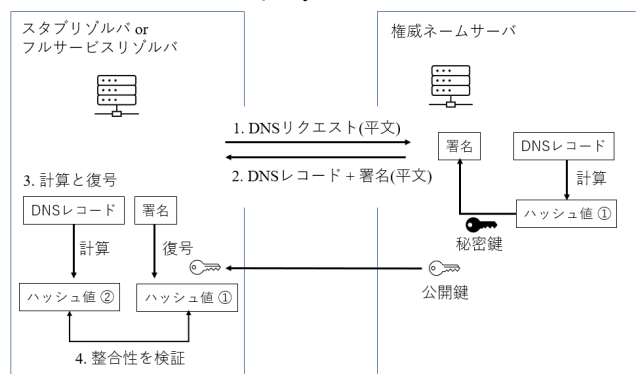 スタブリゾルバ or
フルサービスリゾルバ
権威ネームサーバ
1. DNSリクエスト(平文)
2. DNSレコード + 署名(平文)
署名
DNSレコード
計算
ハッシュ値 ①
秘密鍵
公開鍵
3. 計算と復号
DNSレコード
署名
計算
復号
ハッシュ値 ②
ハッシュ値 ①
4. 整合性を検証